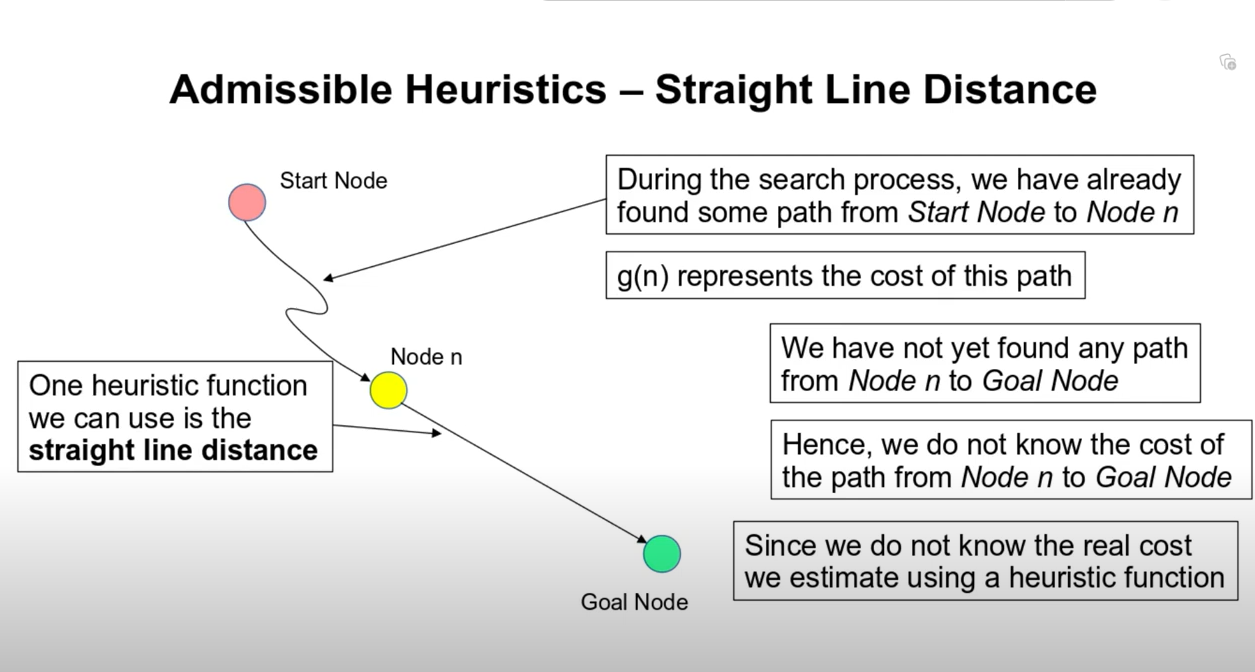 Admissible Heuristics – Straight Line Distance
Start Node
During the search process, we have already
found some path from Start Node to Node n
g(n) represents the cost of this path
We have not yet found any path
from Node n to Goal Node
Node n
One heuristic function
we can use is the
straight line distance
Hence, we do not know the cost of
the path from Node n to Goal Node
Since we do not know the real cost
we estimate using a heuristic function
Goal Node